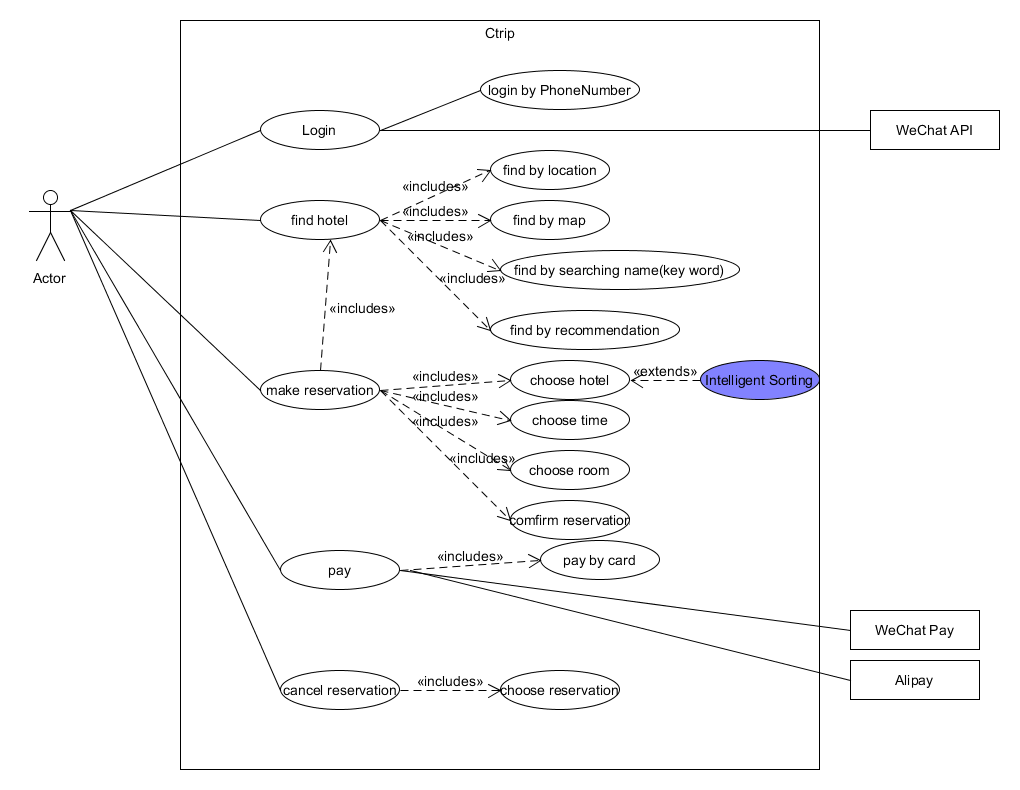 Ctrip
login by PhoneNumber
Login
WeChat API
find by location
«includes»
find hotel
«includes»
find by map
«includes»
find by searching name(key word)
Actor
«includes»
«includes»
find by recommendation
make reservation
«includes»
choose hotel
«extends»
Intelligent Sorting
«includes»
choose time
«includes»
«includes»
choose room
comfirm reservation
pay
«includes»
pay by card
WeChat Pay
Alipay
cancel reservation
«includes»
choose reservation